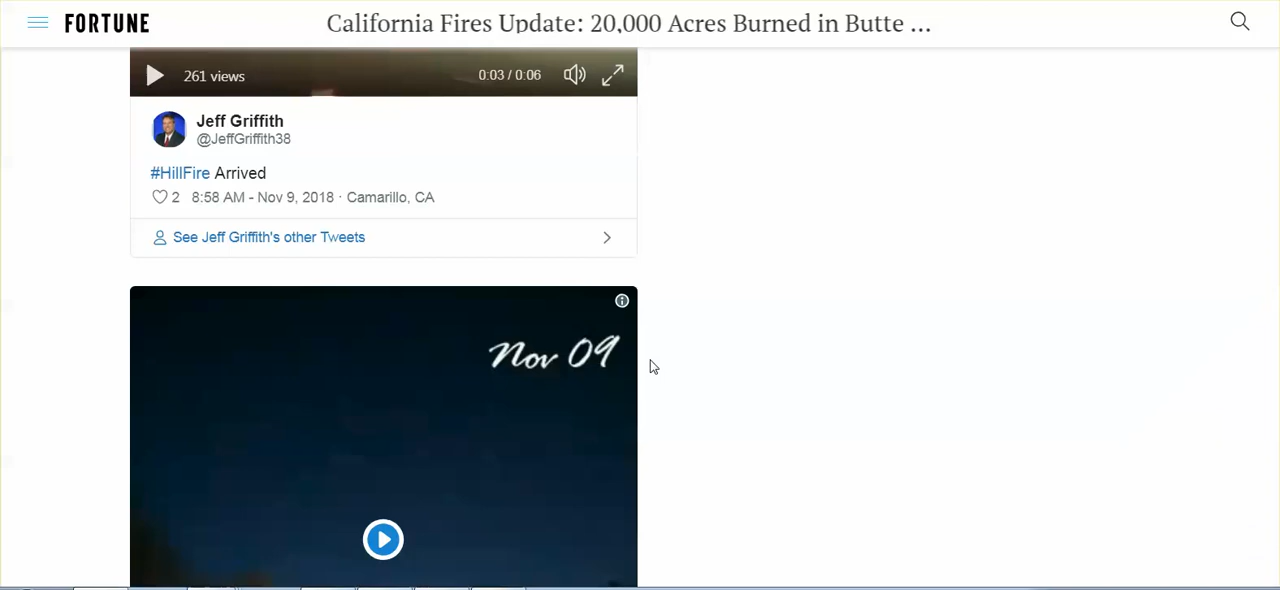 FORTUNE
California Fires Update: 20,000 Acres Burned in Butte ...
261 views
0:03 / 0:06
Jeff Griffith
@JeffGriffith38
#HillFire Arrived
2 8:58 AM - Nov 9, 2018 · Camarillo, CA
See Jeff Griffith's other Tweets
Nov 09